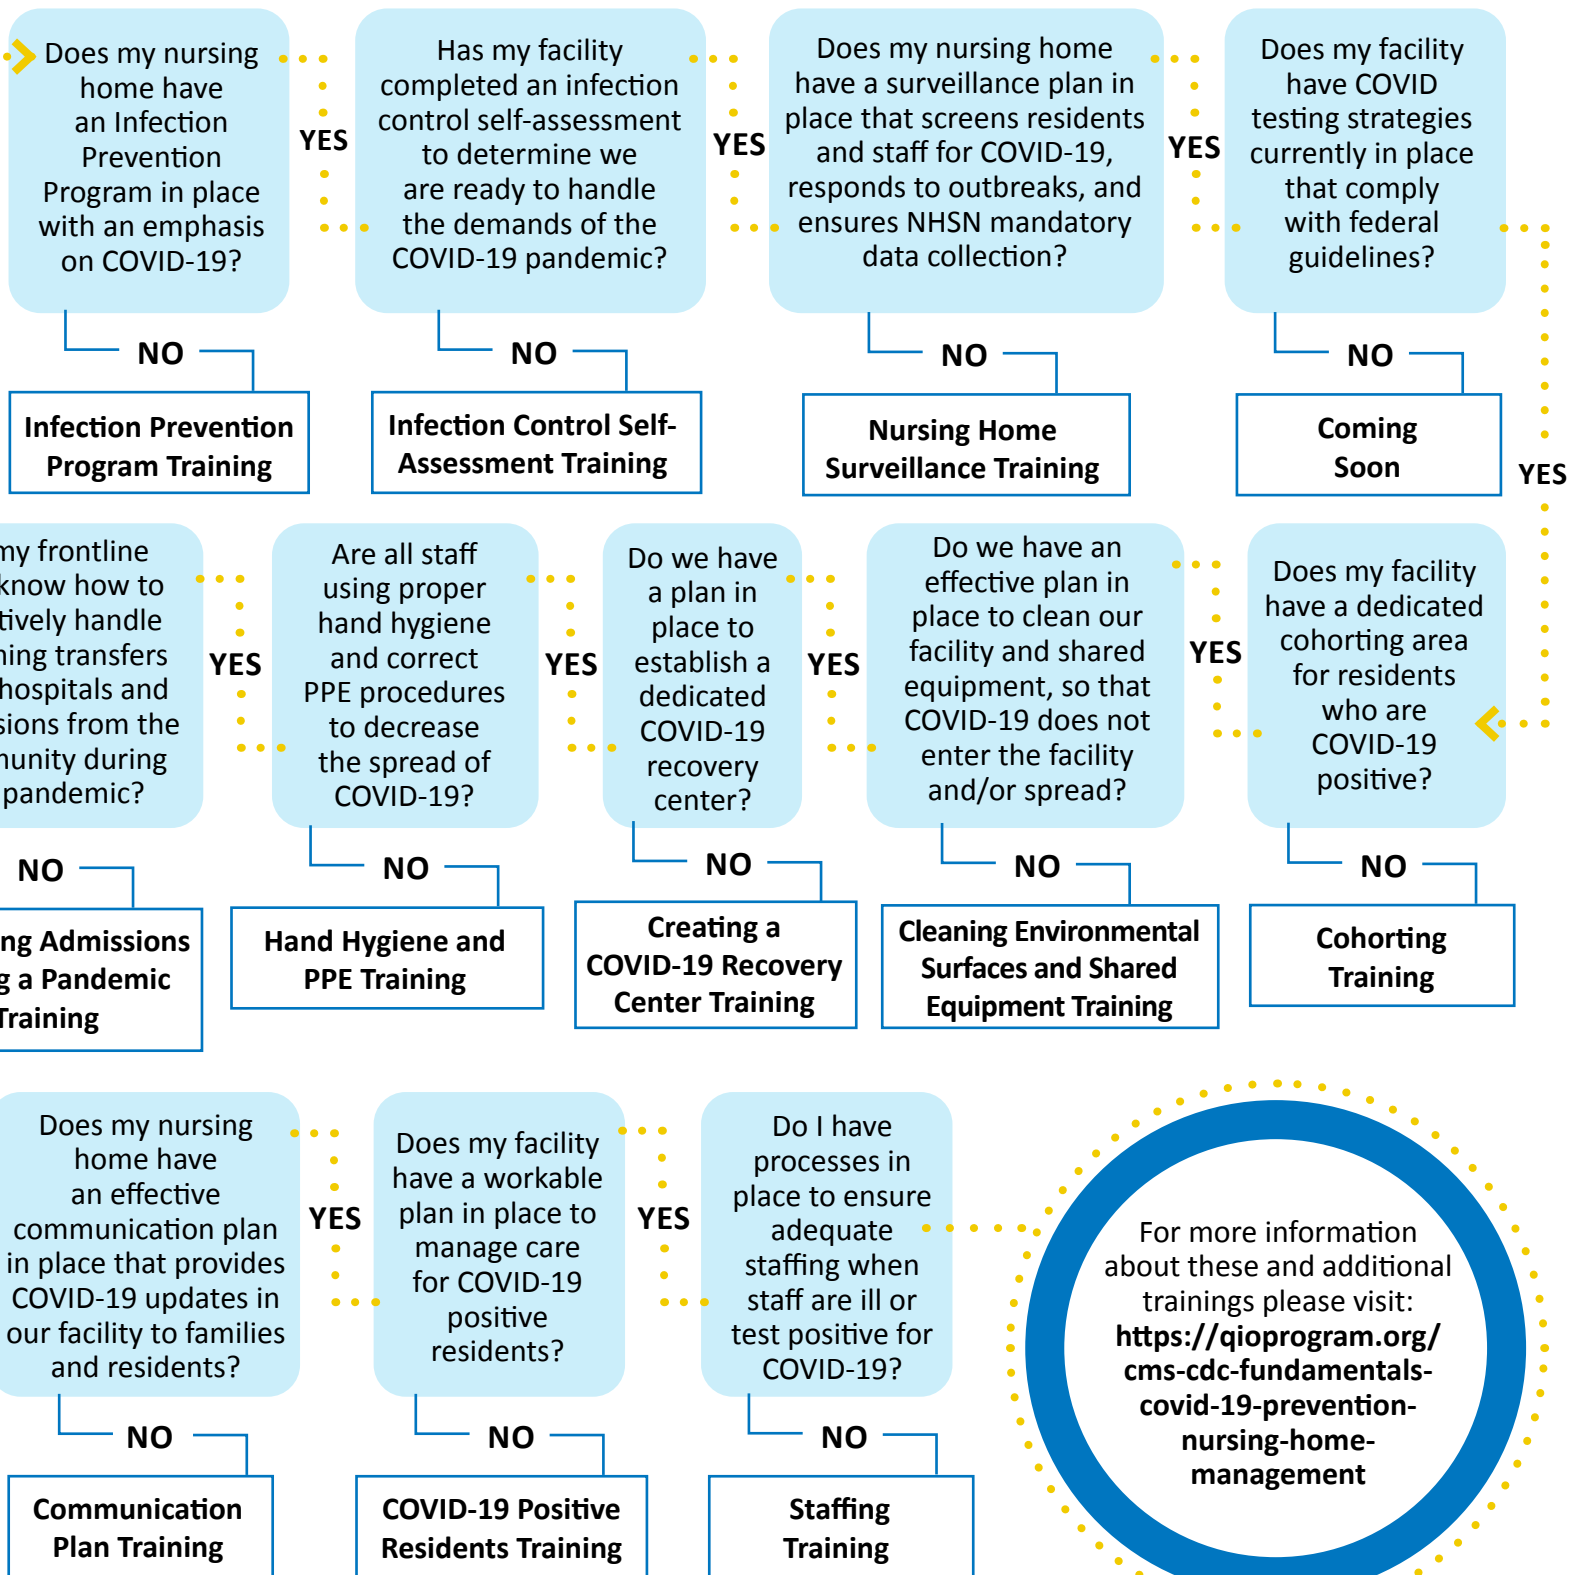 Does my nursing
home have
an Infection
Prevention
Program in place
with an emphasis
on COVID-19?
YES
NO
Infection Prevention
Program Training
Has my facility
completed an infection
control self-assessment
to determine we
are ready to handle
the demands of the
COVID-19 pandemic?
YES
NO
Infection Control Self-
Assessment Training
Does my nursing home
have a surveillance plan in
place that screens residents
and staff for COVID-19,
responds to outbreaks, and
ensures NHSN mandatory
data collection?
YES
NO
Nursing Home
Surveillance Training
Does my facility
have COVID
testing strategies
currently in place
that comply
with federal
guidelines?
YES
NO
Coming
Soon
Does my facility
have a dedicated
cohorting area
for residents
who are
COVID-19
positive?
YES
NO
Cohorting
Training
Do we have an
effective plan in
place to clean our
facility and shared
equipment, so that
COVID-19 does not
enter the facility
and/or spread?
YES
NO
Cleaning Environmental
Surfaces and Shared
Equipment Training
Do we have
a plan in
place to
establish a
dedicated
COVID-19
recovery
center?
YES
NO
Creating a
COVID-19 Recovery
Center Training
Are all staff
using proper
hand hygiene
and correct
PPE procedures
to decrease
the spread of
COVID-19?
YES
NO
Hand Hygiene and
PPE Training
my frontline
know how to
handle
transfers
hospitals and
from the
during
pandemic?
NO
Admissions
a Pandemic
Training
Does my nursing
home have
an effective
communication plan
in place that provides
COVID-19 updates in
our facility to families
and residents?
YES
NO
Communication
Plan Training
Does my facility
have a workable
plan in place to
manage care
for COVID-19
positive
residents?
YES
NO
COVID-19 Positive
Residents Training
Do I have
processes in
place to ensure
adequate
staffing when
staff are ill or
test positive for
COVID-19?
NO
Staffing
Training
For more information
about these and additional
trainings please visit:
https://qioprogram.org/
cms-cdc-fundamentals-
covid-19-prevention-
nursing-home-
management